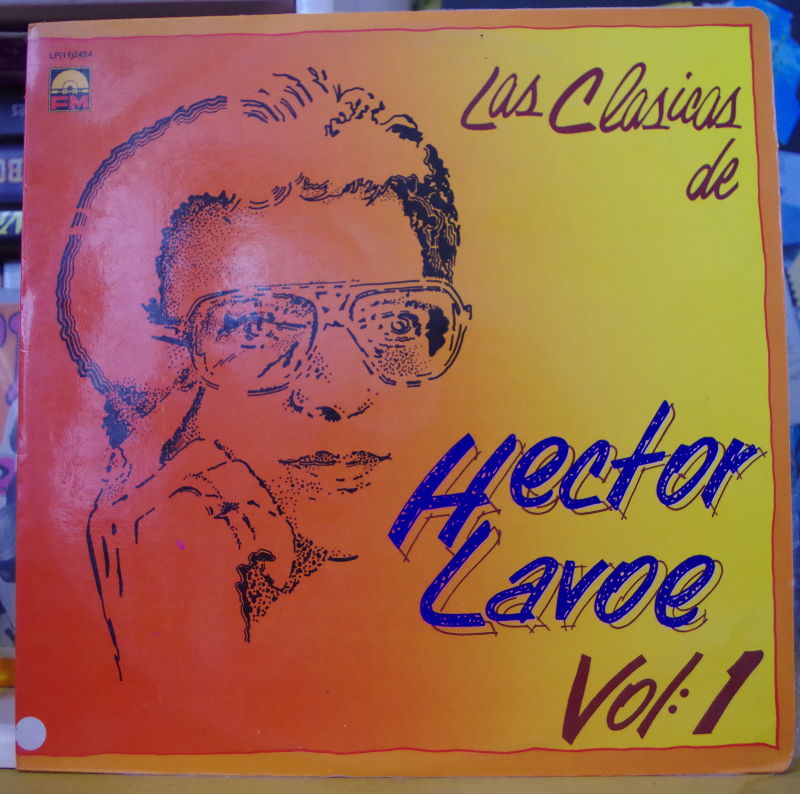 LP(11)2424
FM
Las Clasicas
de
Hector
Lavoe
Vol: 1